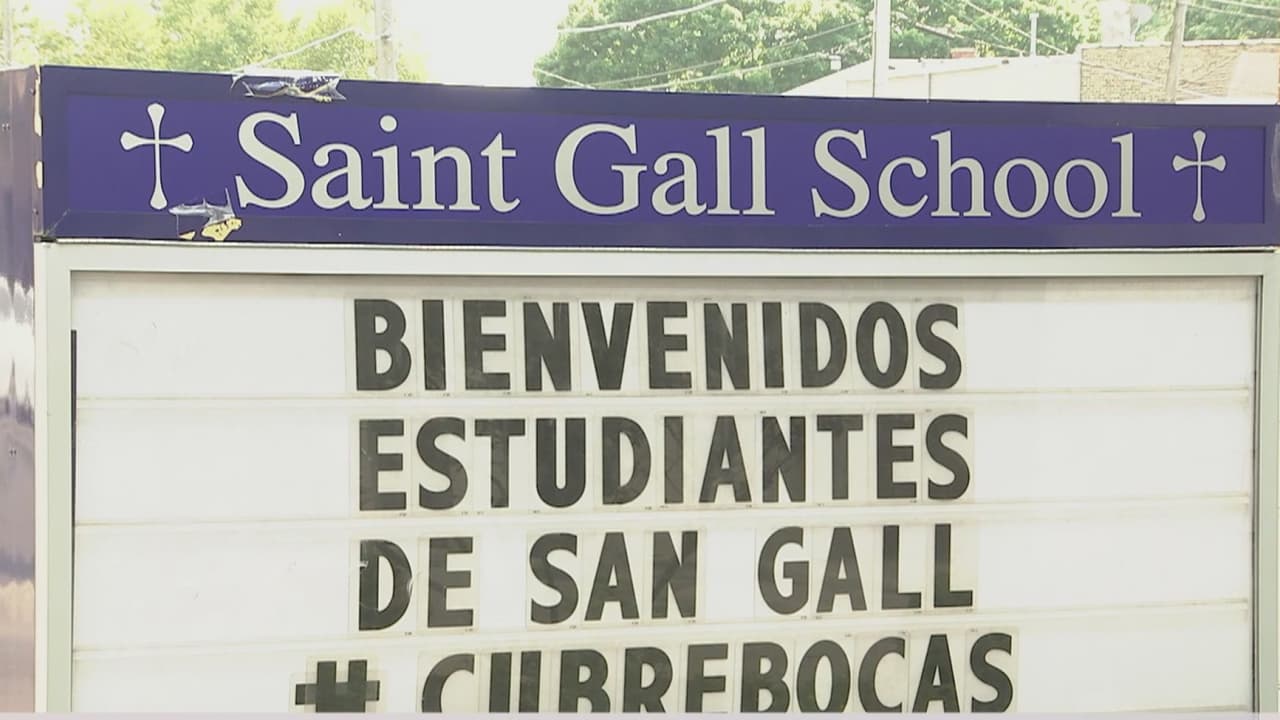 Saint Gall School
BIENVENIDOS
ESTUDIANTES
DE SAN GALL
#CUBREBOCAS